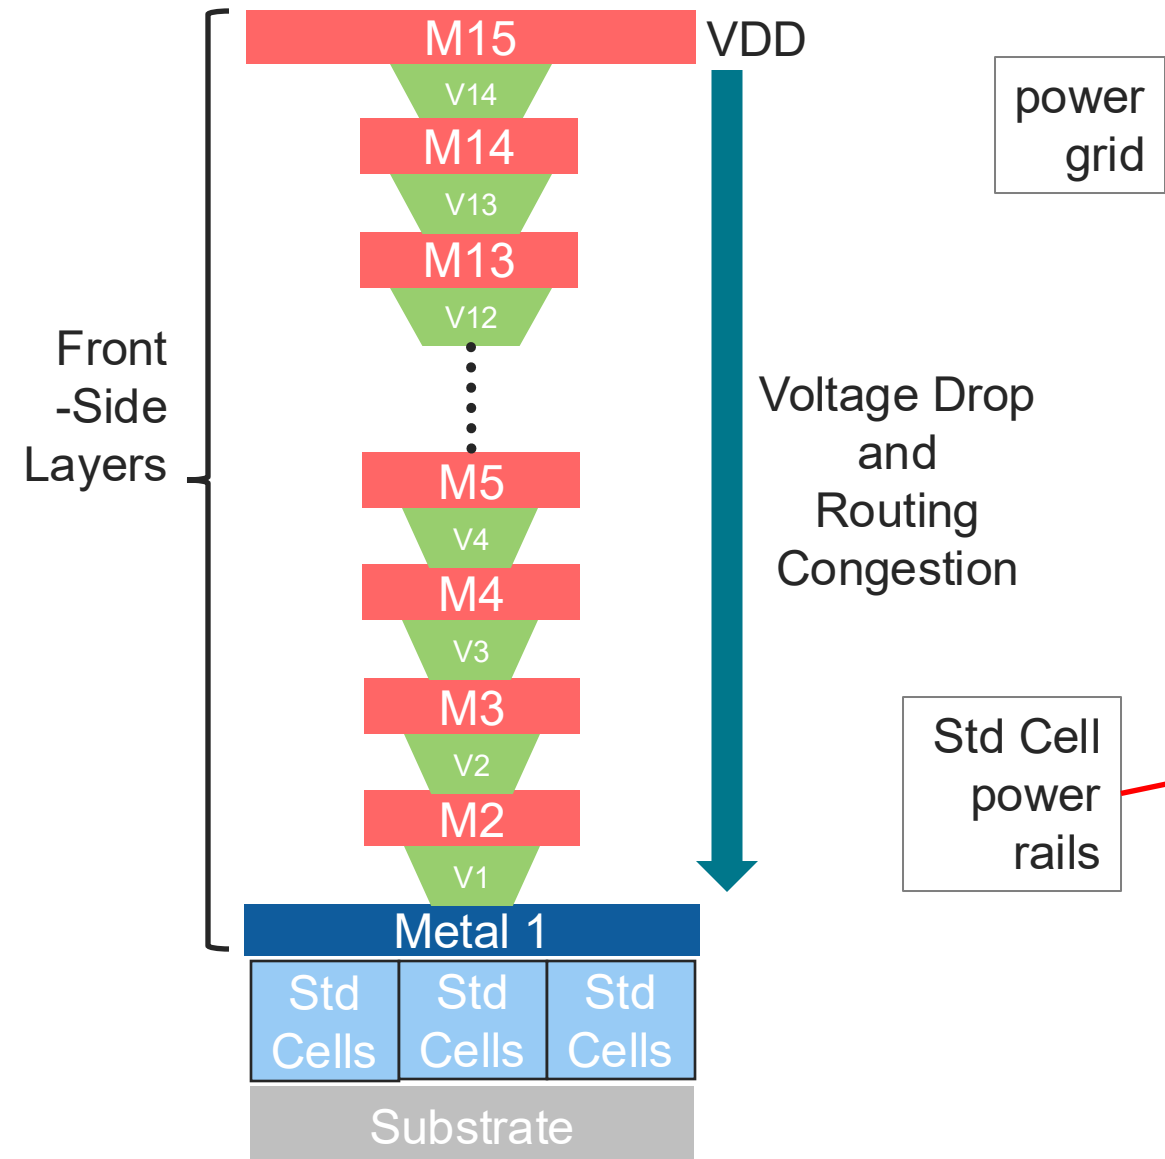 M15
VDD
V14
power
grid
M14
V13
M13
V12
Front
-Side
Layers
Voltage Drop
and
Routing
Congestion
M5
V4
M4
V3
M3
V2
M2
V1
Std Cell
power
rails
Metal 1
Std
Cells
Std
Cells
Std
Cells
Substrate